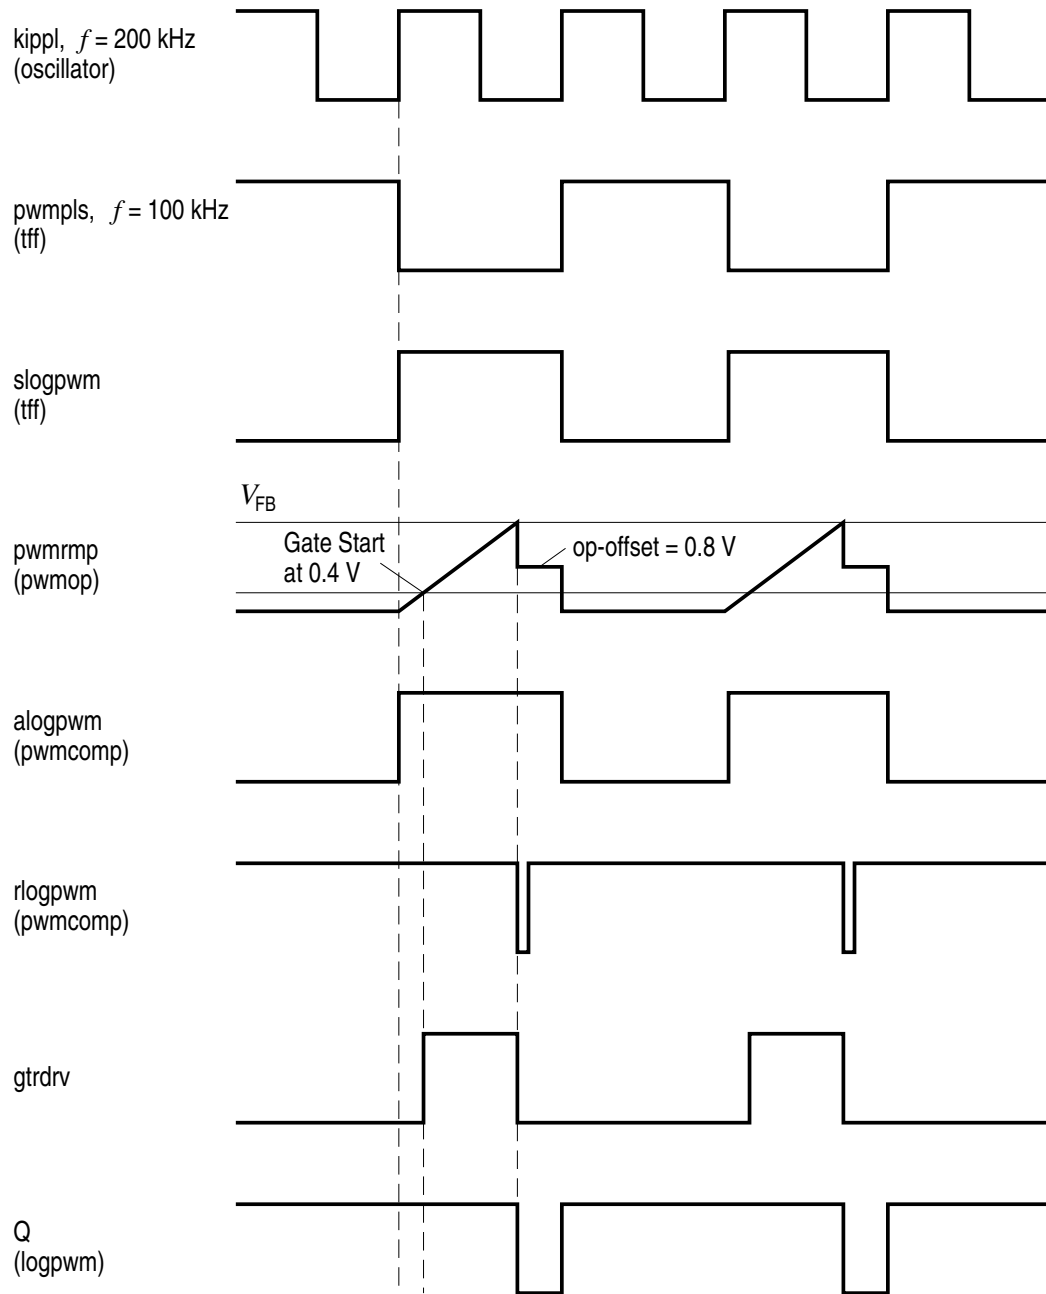 kippl, f = 200 kHz
(oscillator)
pwmpls, f = 100 kHz
(tff)
slogpwm
(tff)
VFB
pwmrmp
(pwmop)
Gate Start
at 0.4 V
op-offset = 0.8 V
alogpwm
(pwmcomp)
rlogpwm
(pwmcomp)
gtrdrv
Q
(logpwm)